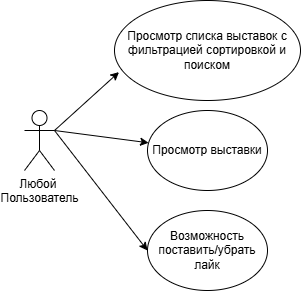 Просмотр списка выставок с
фильтрацией сортировкой и
поиском
Просмотр выставки
Любой
Пользователь
Возможность
поставить/убрать
лайк